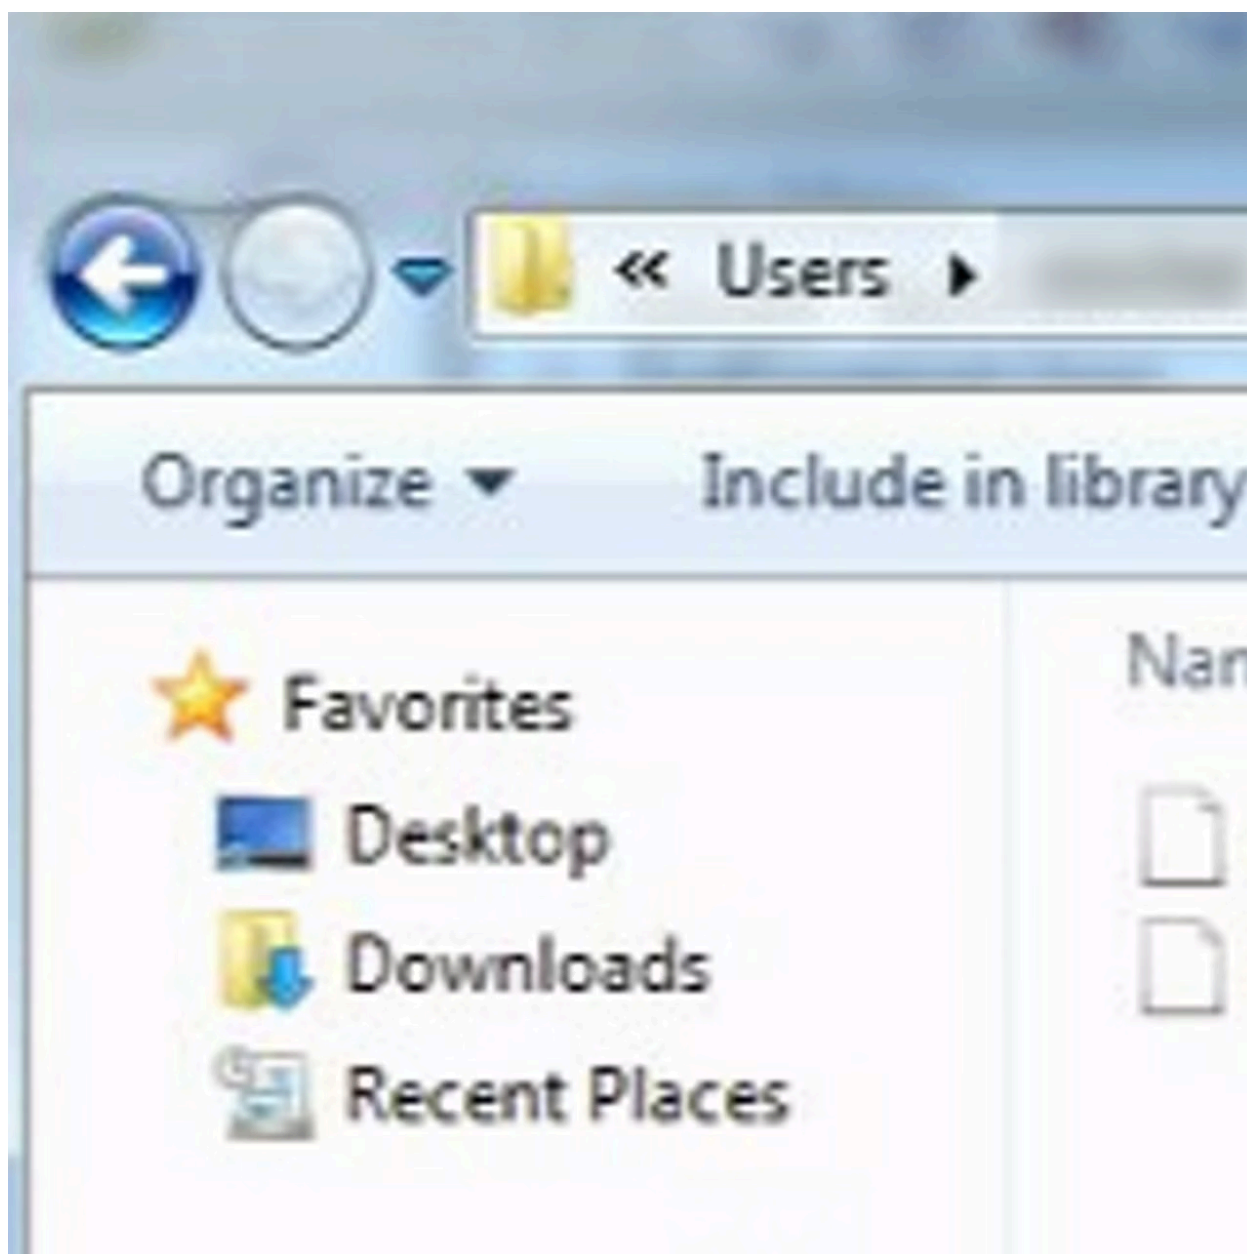 « Users
Organize Include in library
Favorites
Desktop
Downloads
Recent Places